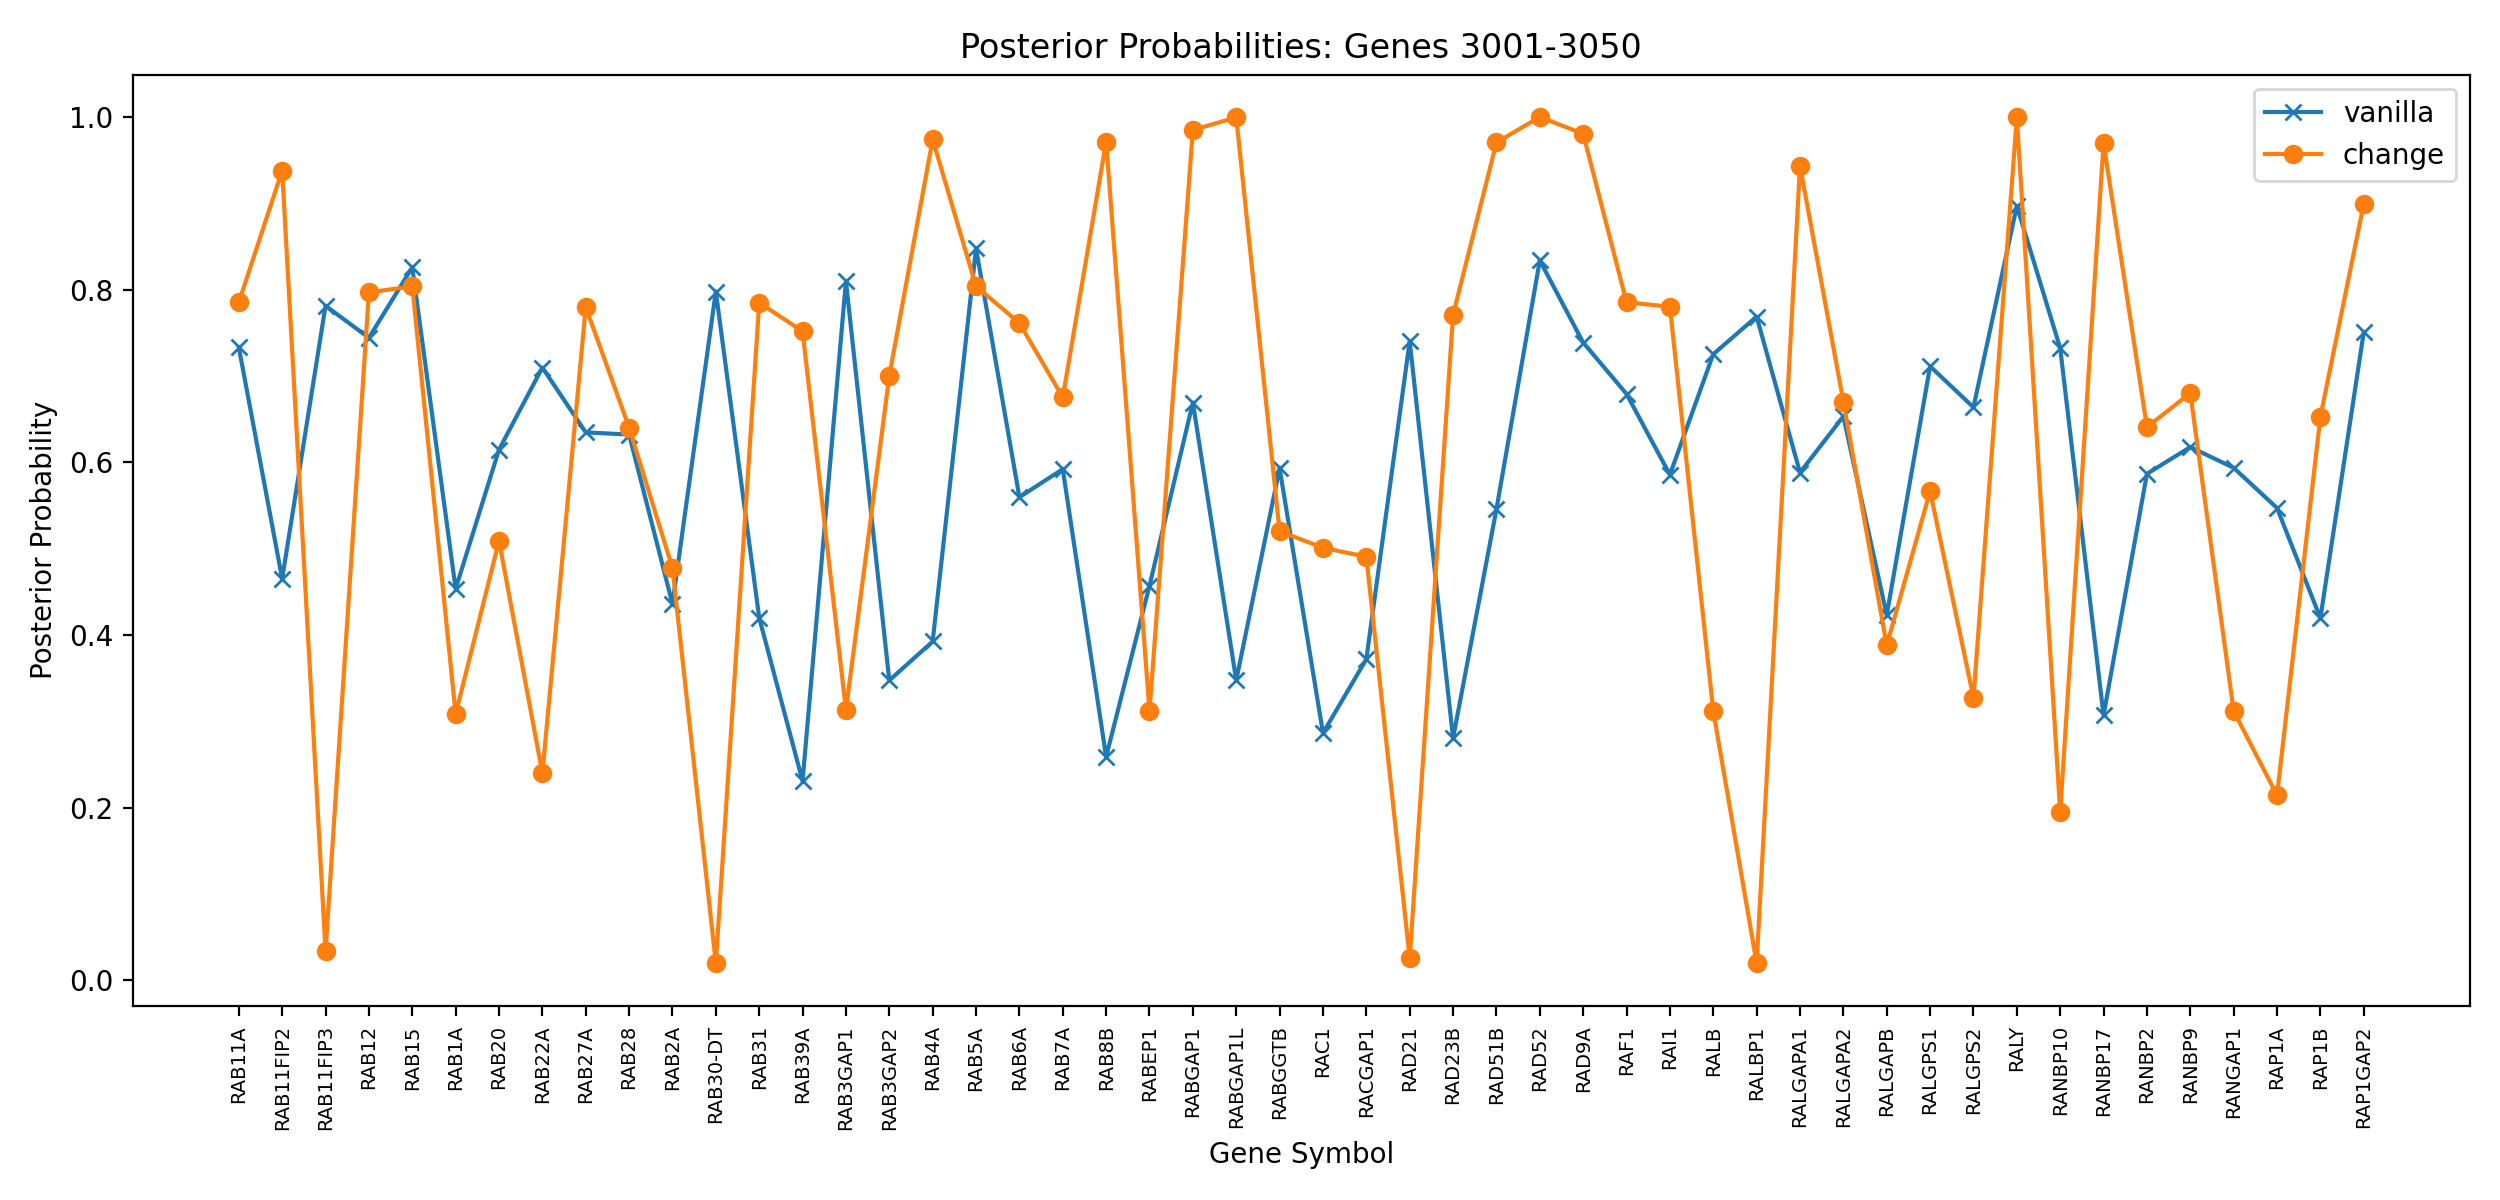 Posterior Probabilities: Genes 3001-3050
vanilla
change
Posterior Probability
1.0
0.8
0.6
0.4
0.2
0.0
RAB11A
RAB11FIP2
RAB11FIP3
RAB12
RAB15
RAB1A
RAB20
RAB22A
RAB27A
RAB28
RAB2A
RAB30-DT
RAB31
RAB39A
RAB3GAP1
RAB3GAP2
RAB4A
RAB5A
RAB6A
RAB7A
RAB8B
RABEP1
RABGAP1
RABGAP1L
RABGGTB
RAC1
RACGAP1
RAD21
RAD23B
RAD51B
RAD52
RAD9A
RAF1
RAI1
RALB
RALBP1
RALGAPA1
RALGAPA2
RALGAPB
RALGPS1
RALGPS2
RALY
RANBP10
RANBP17
RANBP2
RANBP9
RANGAP1
RAP1A
RAP1B
RAP1GAP2
Gene Symbol